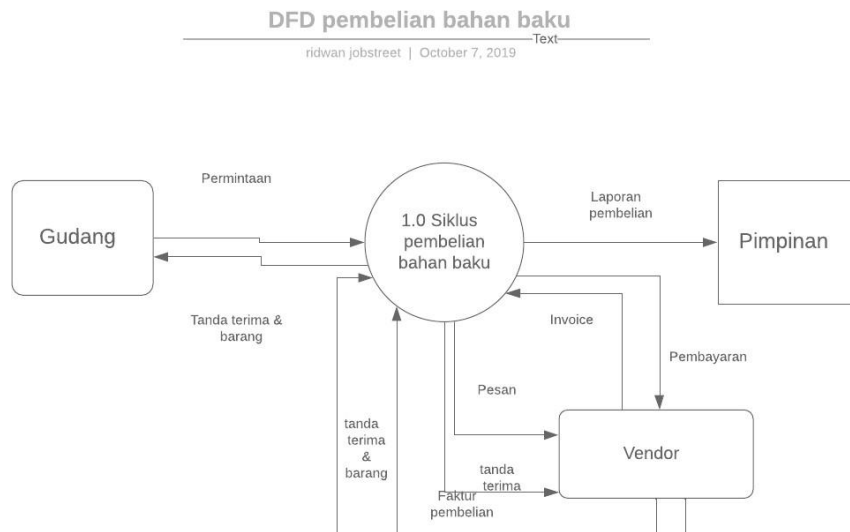 DFD pembelian bahan baku
Text
ridwan jobstreet | October 7, 2019
Permintaan
Gudang
1.0 Siklus
pembelian
bahan baku
Laporan
pembelian
Pimpinan
Tanda terima &
barang
Invoice
Pembayaran
Pesan
tanda
terima
&
barang
Vendor
tanda
terima
Faktur
pembelian